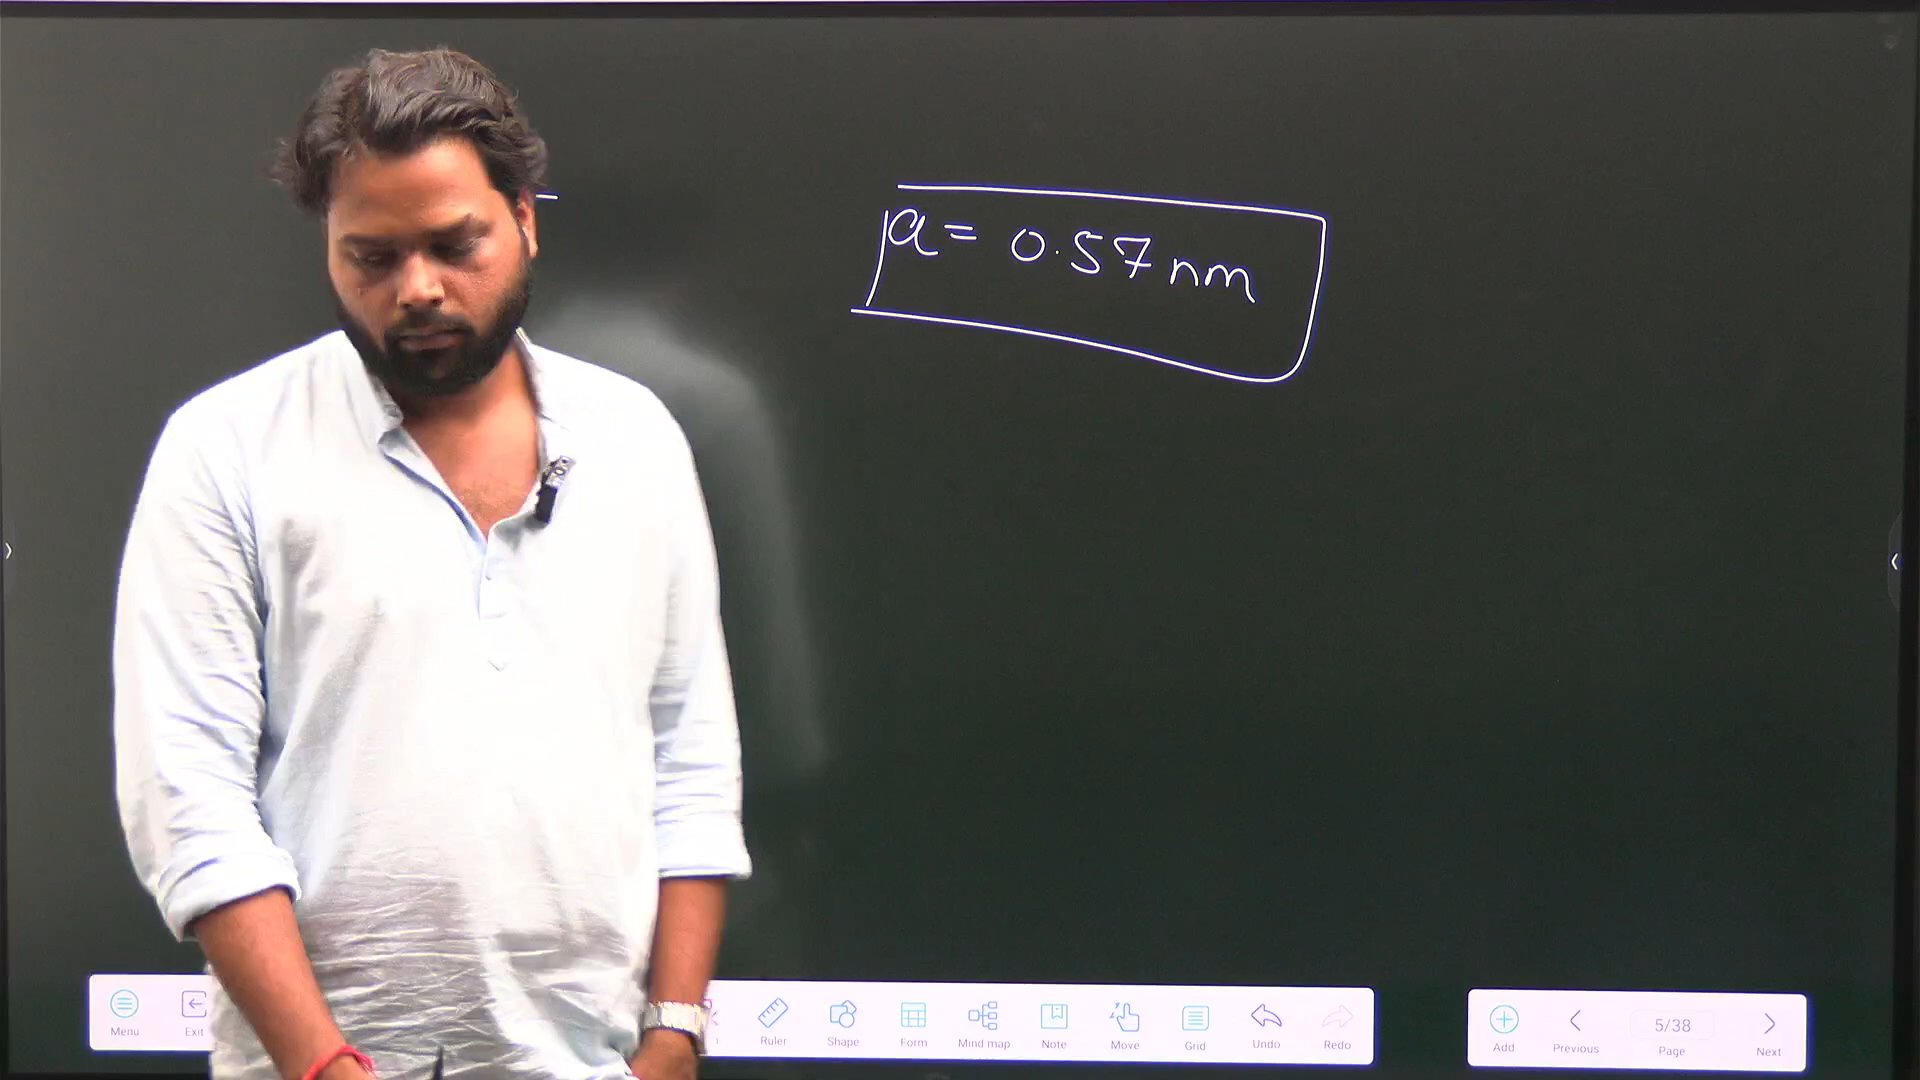 a = 0.57 nm
Menu
Exit
Ruler
Shape
Form
Mind map
Note
Move
Grid
Undo
Redo
Add
Previous
5/38
Page
Next